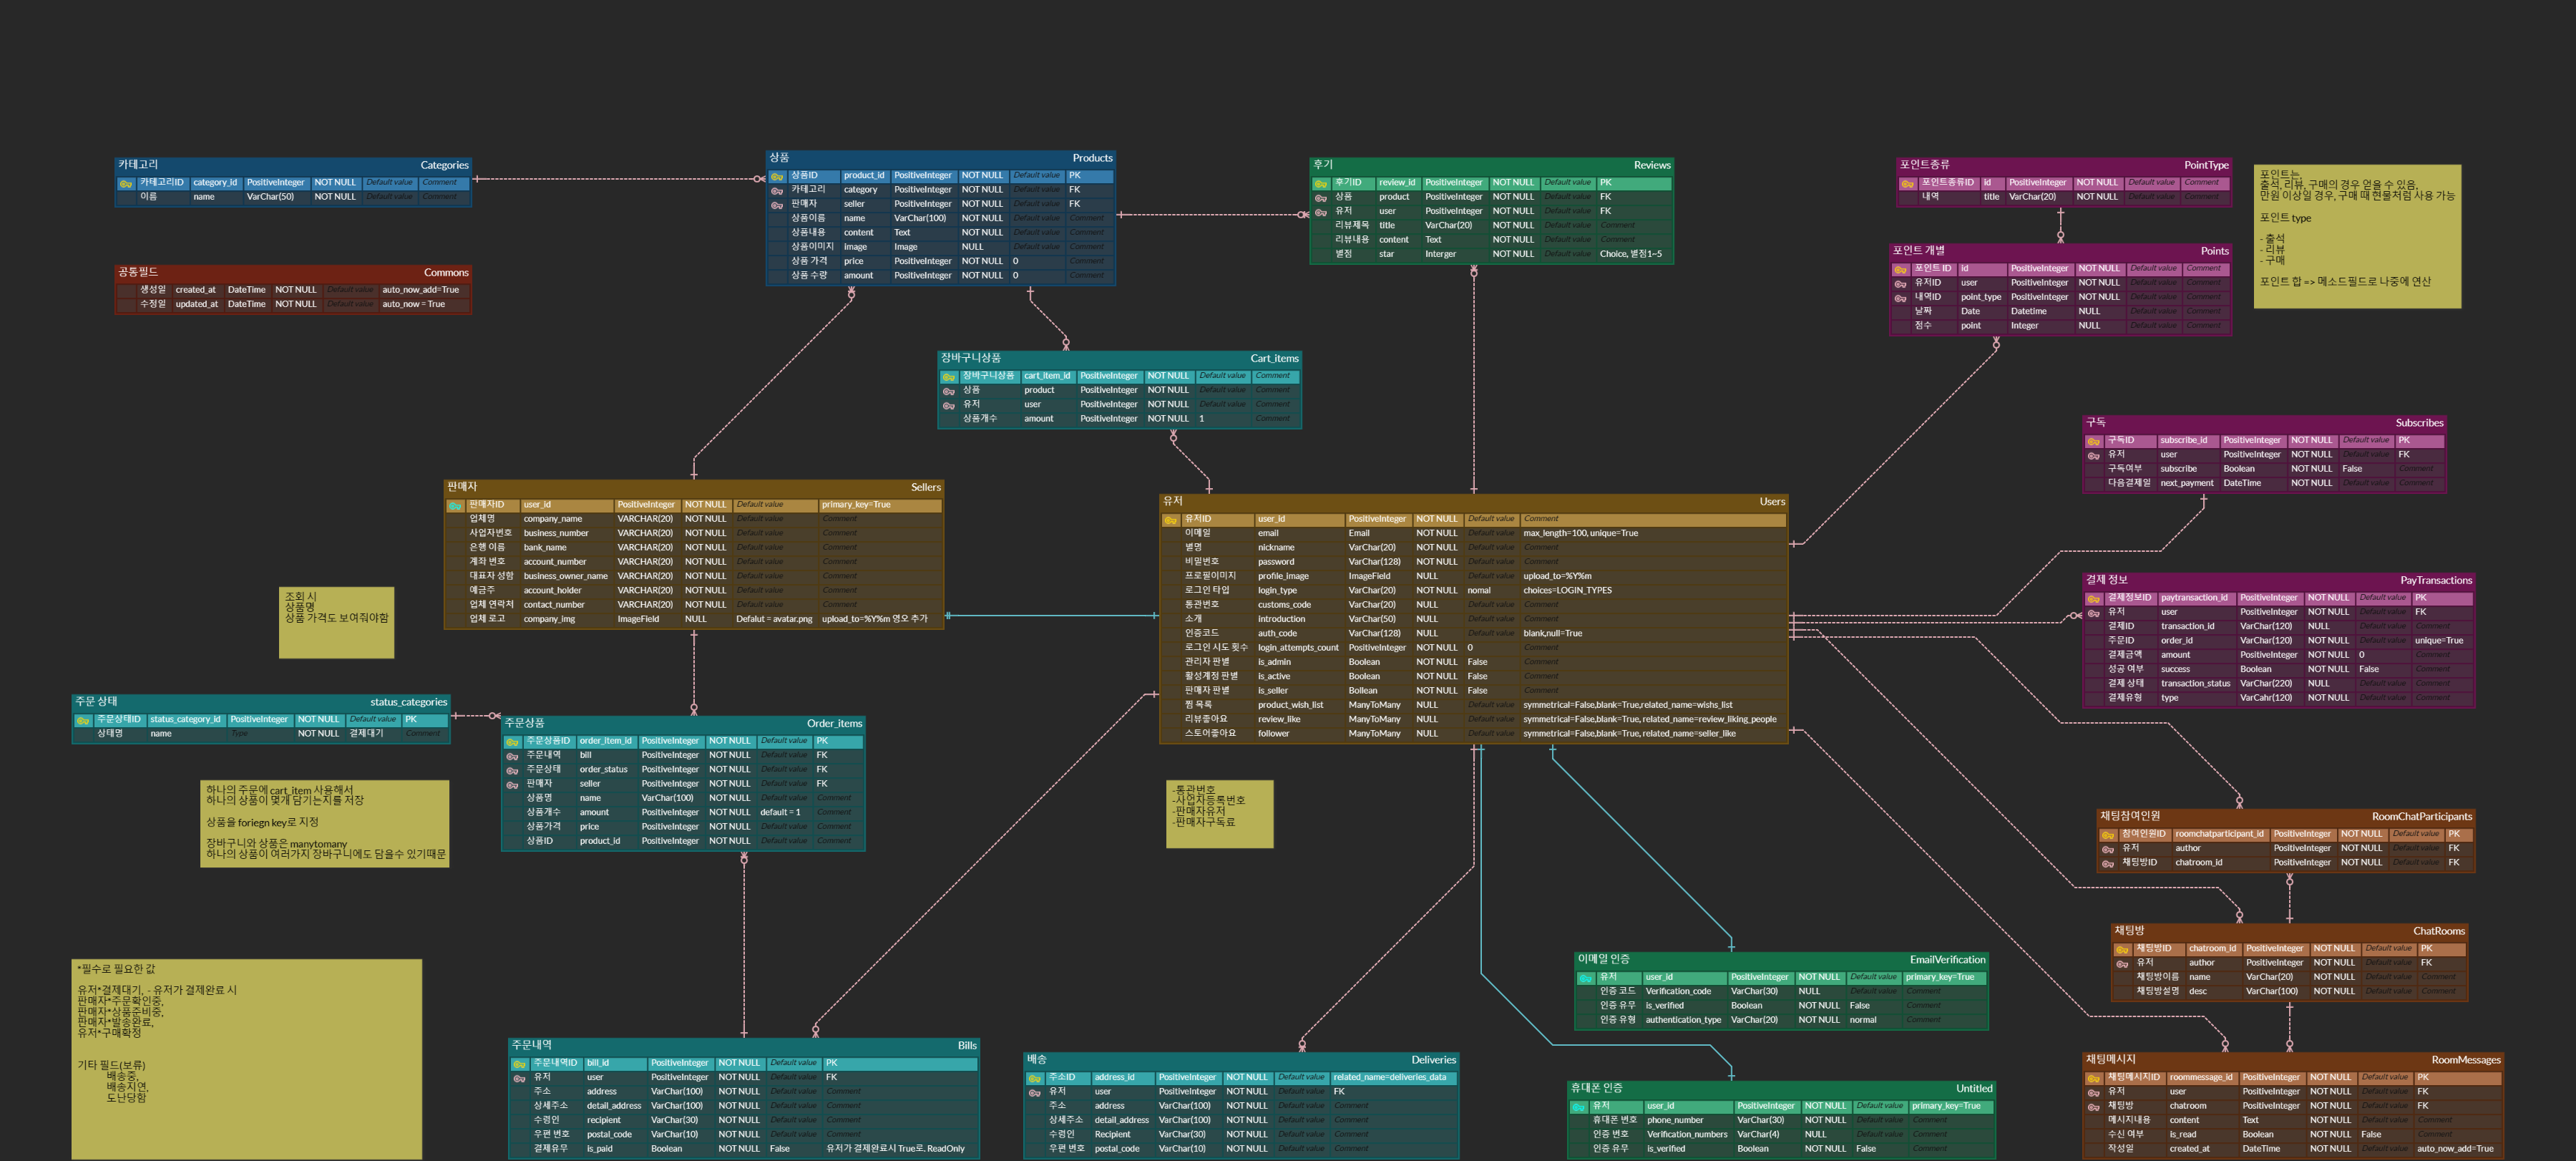 카테고리 Categories
카테고리ID category_id PositiveInteger NOT NULL Default value Comment
이름 name VarChar(50) NOT NULL Default value Comment
공통필드 Commons
생성일 created_at DateTime NOT NULL Default value auto_now_add=True
수정일 updated_at DateTime NOT NULL Default value auto_now = True
상품 Products
상품ID product_id PositiveInteger NOT NULL Default value PK
카테고리 category PositiveInteger NOT NULL Default value FK
판매자 seller PositiveInteger NOT NULL Default value FK
상품이름 name VarChar(100) NOT NULL Default value Comment
상품내용 content Text NOT NULL Default value Comment
상품이미지 image Image NULL Default value Comment
상품 가격 price PositiveInteger NOT NULL 0 Comment
상품 수량 amount PositiveInteger NOT NULL 0 Comment
후기 Reviews
후기ID review_id PositiveInteger NOT NULL Default value PK
상품 product PositiveInteger NOT NULL Default value FK
유저 user PositiveInteger NOT NULL Default value FK
리뷰제목 title VarChar(20) NOT NULL Default value Comment
리뷰내용 content Text NOT NULL Default value Comment
별점 star Interger NOT NULL Default value Choice, 별점1~5
포인트종류 PointType
포인트종류ID id PositiveInteger NOT NULL Default value Comment
내역 title VarChar(20) NOT NULL Default value Comment
포인트는,
출석, 리뷰, 구매의 경우 얻을 수 있음,
만원 이상일 경우, 구매 때 현물처럼 사용 가능
포인트 type
- 출석
- 리뷰
- 구매
포인트 합 => 메소드필드로 나중에 연산
포인트 개별 Points
포인트 ID id PositiveInteger NOT NULL Default value Comment
유저ID user PositiveInteger NOT NULL Default value Comment
내역ID point_type PositiveInteger NOT NULL Default value Comment
날짜 Date Datetime NULL Default value Comment
점수 point Integer NULL Default value Comment
장바구니상품 Cart_items
장바구니상품 cart_item_id PositiveInteger NOT NULL Default value Comment
상품 product PositiveInteger NOT NULL Default value Comment
유저 user PositiveInteger NOT NULL Default value Comment
상품개수 amount PositiveInteger NOT NULL 1 Comment
구독 Subscribes
구독ID subscribe_id PositiveInteger NOT NULL Default value PK
유저 user PositiveInteger NOT NULL Default value FK
구독여부 subscribe Boolean NOT NULL False Comment
다음결제일 next_payment DateTime NOT NULL Default value Comment
판매자 Sellers
판매자ID user_id PositiveInteger NOT NULL Default value primary_key=True
업체명 company_name VARCHAR(20) NOT NULL Default value Comment
사업자번호 business_number VARCHAR(20) NOT NULL Default value Comment
은행 이름 bank_name VARCHAR(20) NOT NULL Default value Comment
계좌 번호 account_number VARCHAR(20) NOT NULL Default value Comment
대표자 성함 business_owner_name VARCHAR(20) NOT NULL Default value Comment
예금주 account_holder VARCHAR(20) NOT NULL Default value Comment
업체 연락처 contact_number VARCHAR(20) NOT NULL Default value Comment
업체 로고 company_img ImageField NULL Defalut = avatar.png upload_to=%Y%m 영오 추가
유저 Users
유저ID user_id PositiveInteger NOT NULL Default value Comment
이메일 email Email NOT NULL Default value max_length=100, unique=True
별명 nickname VarChar(20) NOT NULL Default value Comment
비밀번호 password VarChar(128) NOT NULL Default value Comment
프로필이미지 profile_image ImageField NULL Default value upload_to=%Y%m
로그인 타입 login_type VarChar(20) NOT NULL nomal choices=LOGIN_TYPES
통관번호 customs_code VarChar(20) NULL Default value Comment
소개 introduction VarChar(50) NULL Default value Comment
인증코드 auth_code VarChar(128) NULL Default value blank,null=True
로그인 시도 횟수 login_attempts_count PositiveInteger NOT NULL 0 Comment
관리자 판별 is_admin Boolean NOT NULL False Comment
활성계정 판별 is_active Boolean NOT NULL False Comment
판매자 판별 is_seller Bollean NOT NULL False Comment
찜 목록 product_wish_list ManyToMany NULL Default value symmetrical=False,blank=True,related_name=wishs_list
리뷰좋아요 review_like ManyToMany NULL Default value symmetrical=False,blank=True, related_name=review_liking_people
스토어좋아요 follower ManyToMany NULL Default value symmetrical=False,blank=True, related_name=seller_like
결제 정보 PayTransactions
결제정보ID paytransaction_id PositiveInteger NOT NULL Default value PK
유저 user PositiveInteger NOT NULL Default value FK
결제ID transaction_id VarChar(120) NULL Default value Comment
주문ID order_id VarChar(120) NOT NULL Default value unique=True
결제금액 amount PositiveInteger NOT NULL 0 Comment
성공 여부 success Boolean NOT NULL False Comment
결제 상태 transaction_status VarChar(220) NULL Default value Comment
결제유형 type VarCahr(120) NOT NULL Default value Comment
조회 시
상품명
상품 가격도 보여줘야함
주문 상태 status_categories
주문상태ID status_category_id PositiveInteger NOT NULL Default value PK
상태명 name Type NOT NULL 결제대기 Comment
주문상품 Order_items
주문상품ID order_item_id PositiveInteger NOT NULL Default value PK
주문내역 bill PositiveInteger NOT NULL Default value FK
주문상태 order_status PositiveInteger NOT NULL Default value FK
판매자 seller PositiveInteger NOT NULL Default value FK
상품명 name VarChar(100) NOT NULL Default value Comment
상품개수 amount PositiveInteger NOT NULL default = 1 Comment
상품가격 price PositiveInteger NOT NULL Default value Comment
상품ID product_id PositiveInteger NOT NULL Default value Comment
하나의 주문에 cart_item 사용해서
하나의 상품이 몇개 담기는지를 저장
상품을 foriegn key로 지정
장바구니와 상품은 manytomany
하나의 상품이 여러가지 장바구니에도 담을수 있기때문
-통관번호
-사업자등록번호
-판매자유저
-판매자구독료
채팅참여인원 RoomChatParticipants
참여인원ID roomchatparticipant_id PositiveInteger NOT NULL Default value PK
유저 author PositiveInteger NOT NULL Default value FK
채팅방ID chatroom_id PositiveInteger NOT NULL Default value FK
채팅방 ChatRooms
채팅방ID chatroom_id PositiveInteger NOT NULL Default value PK
유저 author PositiveInteger NOT NULL Default value FK
채팅방이름 name VarChar(20) NOT NULL Default value Comment
채팅방설명 desc VarChar(100) NOT NULL Default value Comment
*필수로 필요한 값
유저*결제대기, - 유저가 결제완료 시
판매자*주문확인중,
판매자*상품준비중,
판매자*발송완료,
유저*구매확정
기타 필드(보류)
배송중,
배송지연,
도난당함
이메일 인증 EmailVerification
유저 user_id PositiveInteger NOT NULL Default value primary_key=True
인증 코드 Verification_code VarChar(30) NULL Default value Comment
인증 유무 is_verified Boolean NOT NULL False Comment
인증 유형 authentication_type VarChar(20) NOT NULL normal Comment
주문내역 Bills
주문내역ID bill_id PositiveInteger NOT NULL Default value PK
유저 user PositiveInteger NOT NULL Default value FK
주소 address VarChar(100) NOT NULL Default value Comment
상세주소 detail_address VarChar(100) NOT NULL Default value Comment
수령인 recipient VarChar(30) NOT NULL Default value Comment
우편 번호 postal_code VarChar(10) NOT NULL Default value Comment
결제유무 is_paid Boolean NOT NULL False 유저가 결제완료시 True로, ReadOnly
배송 Deliveries
주소ID address_id PositiveInteger NOT NULL Default value related_name=deliveries_data
유저 user PositiveInteger NOT NULL Default value FK
주소 address VarChar(100) NOT NULL Default value Comment
상세주소 detail_address VarChar(100) NOT NULL Default value Comment
수령인 Recipient VarChar(30) NOT NULL Default value Comment
우편 번호 postal_code VarChar(10) NOT NULL Default value Comment
휴대폰 인증 Untitled
유저 user_id PositiveInteger NOT NULL Default value primary_key=True
휴대폰 번호 phone_number VarChar(30) NOT NULL Default value Comment
인증 번호 Verification_numbers VarChar(4) NULL Default value Comment
인증 유무 is_verified Boolean NOT NULL False Comment
채팅메시지 RoomMessages
채팅메시지ID roommessage_id PositiveInteger NOT NULL Default value PK
유저 user PositiveInteger NOT NULL Default value FK
채팅방 chatroom PositiveInteger NOT NULL Default value FK
메시지내용 content Text NOT NULL Default value Comment
수신 여부 is_read Boolean NOT NULL False Comment
작성일 created_at DateTime NOT NULL Default value auto_now_add=True